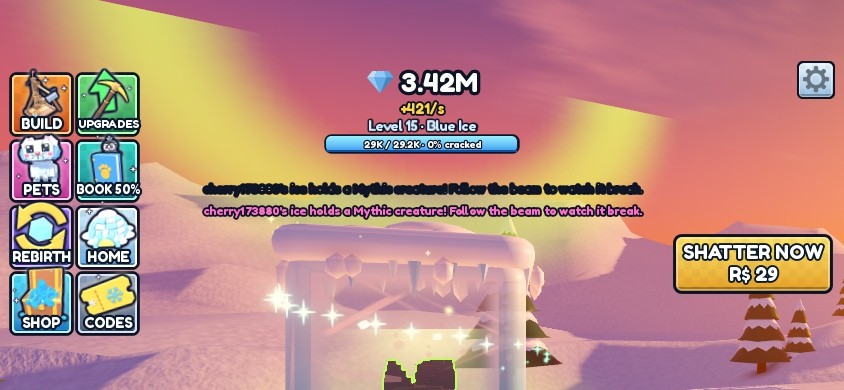 3.42M
+421/s
Level 15 · Blue Ice
29K / 29.2K · 0% cracked
cherry173880's ice holds a Mythic creature! Follow the beam to watch it break.
cherry173880's ice holds a Mythic creature! Follow the beam to watch it break.
BUILD
UPGRADES
PETS
BOOK 50%
REBIRTH
HOME
SHOP
CODES
SHATTER NOW
R$ 29